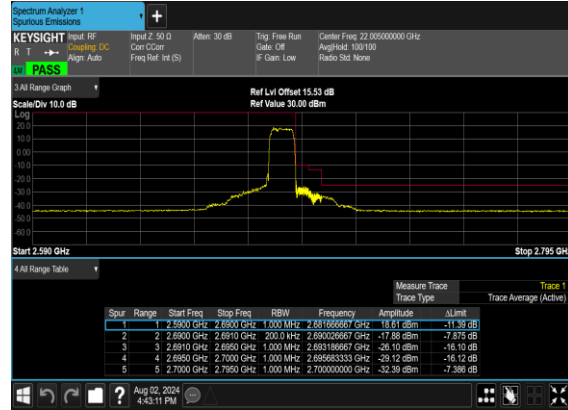 Spectrum Analyzer 1
Spurious Emissions
KEYSIGHT Input: RF Input Z: 50 Ω Atten: 30 dB Trig: Free Run Center Freq: 22.005000000 GHz
R T Coupling: DC Corr CCorr Gate: Off Avg|Hold: 100/100
Align: Auto Freq Ref: Int (S) IF Gain: Low Radio Std: None
PASS
3 All Range Graph
Ref Lvl Offset 15.53 dB
Scale/Div 10.0 dB Ref Value 30.00 dBm
Log
20.0
10.0
0.00
-10.0
-20.0
-30.0
-40.0
-50.0
-60.0
Start 2.590 GHz Stop 2.795 GH
4 All Range Table
Measure Trace Trace 1
Trace Type Trace Average (Active)
Spur Range Start Freq Stop Freq RBW Frequency Amplitude ΔLimit
1 1 2.5900 GHz 2.6900 GHz 1.000 MHz 2.681666667 GHz 18.61 dBm -11.39 dB
2 2 2.6900 GHz 2.6910 GHz 200.0 kHz 2.690026667 GHz -17.88 dBm -7.875 dB
3 3 2.6910 GHz 2.6950 GHz 1.000 MHz 2.693186667 GHz -26.10 dBm -16.10 dB
4 4 2.6950 GHz 2.7000 GHz 1.000 MHz 2.695683333 GHz -29.12 dBm -16.12 dB
5 5 2.7000 GHz 2.7950 GHz 1.000 MHz 2.700000000 GHz -32.39 dBm -7.386 dB
Aug 02, 2024
4:43:11 PM